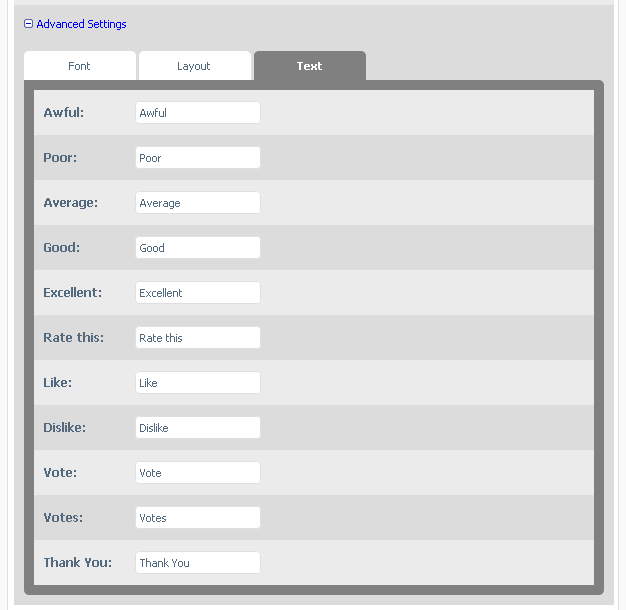 Advanced Settings
Font Layout Text
Awful: Awful
Poor: Poor
Average: Average
Good: Good
Excellent: Excellent
Rate this: Rate this
Like: Like
Dislike: Dislike
Vote: Vote
Votes: Votes
Thank You: Thank You